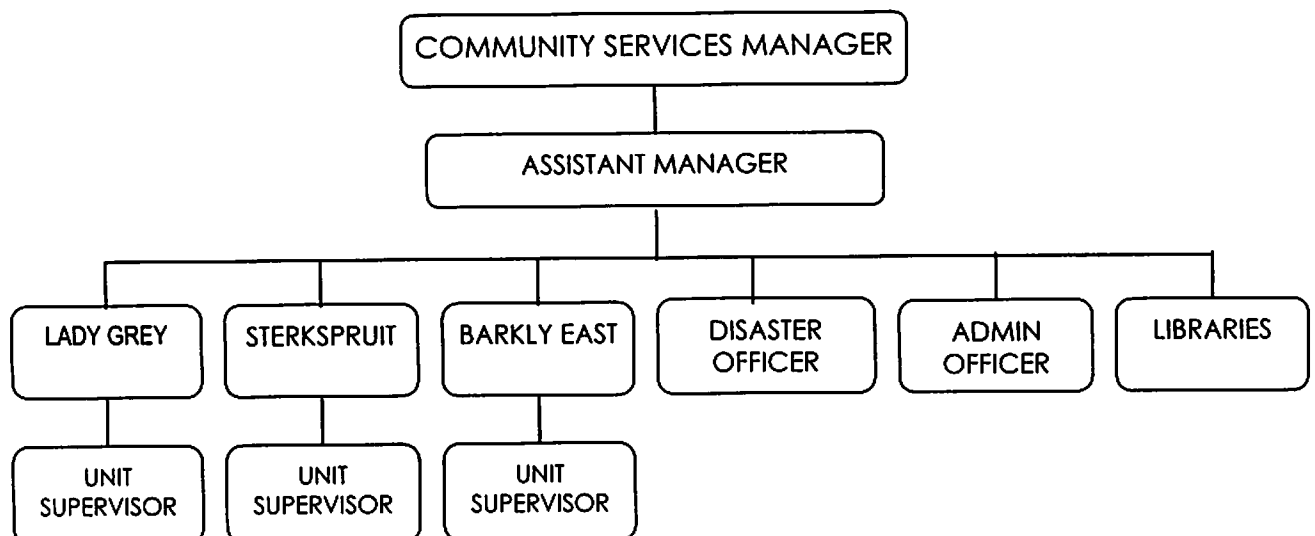 COMMUNITY SERVICES MANAGER
ASSISTANT MANAGER
LADY GREY
STERKSPRUIT
BARKLY EAST
DISASTER
OFFICER
ADMIN
OFFICER
LIBRARIES
UNIT
SUPERVISOR
UNIT
SUPERVISOR
UNIT
SUPERVISOR